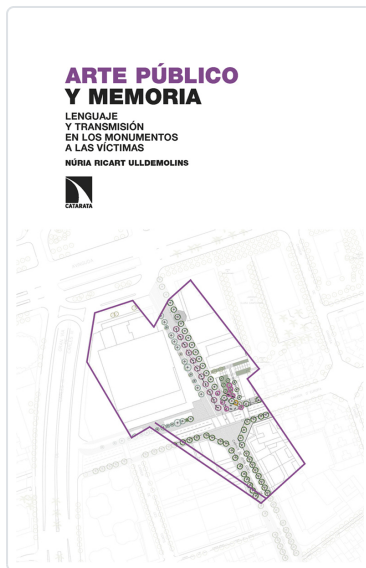 ARTE PÚBLICO
Y MEMORIA
LENGUAJE
Y TRANSMISIÓN
EN LOS MONUMENTOS
A LAS VÍCTIMAS
NÚRIA RICART ULLDEMOLINS
CATARATA